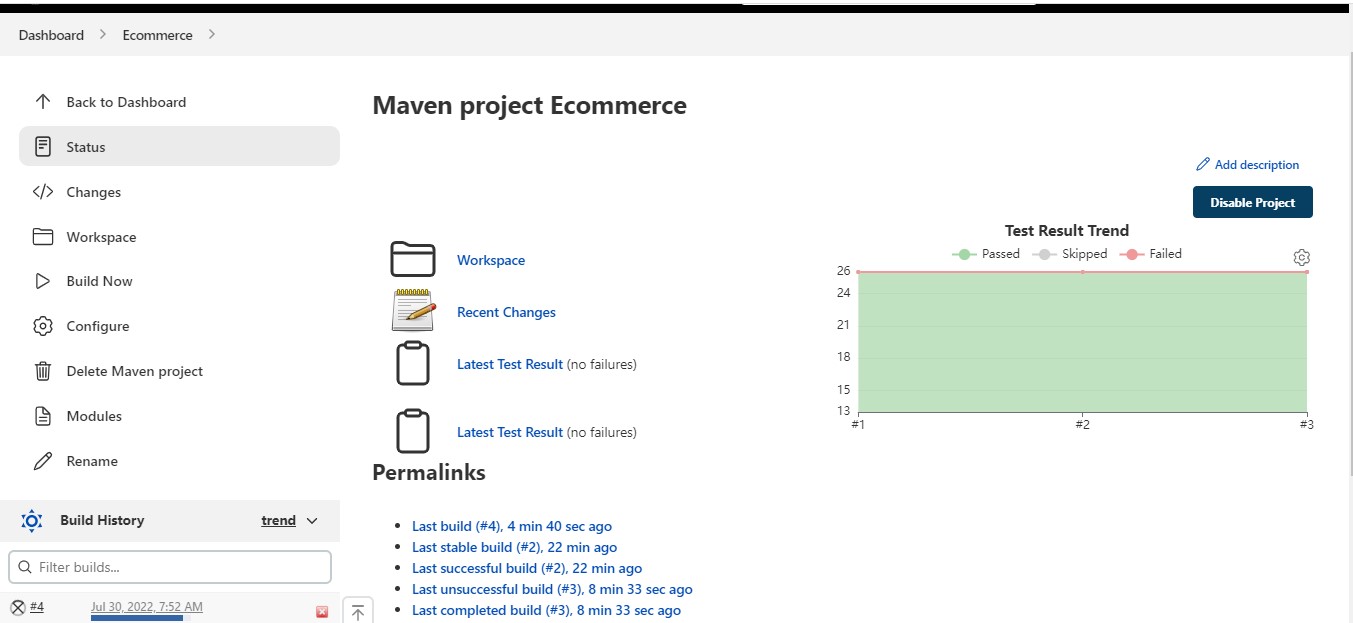 Dashboard > Ecommerce >
Back to Dashboard
Status
Changes
Workspace
Build Now
Configure
Delete Maven project
Modules
Rename
Build History trend
Filter builds...
#4 Jul 30, 2022, 7:52 AM
Maven project Ecommerce
Add description
Disable Project
Workspace
Recent Changes
Latest Test Result (no failures)
Latest Test Result (no failures)
Test Result Trend
Passed Skipped Failed
26
24
21
18
15
13
#1 #2 #3
Permalinks
Last build (#4), 4 min 40 sec ago
Last stable build (#2), 22 min ago
Last successful build (#2), 22 min ago
Last unsuccessful build (#3), 8 min 33 sec ago
Last completed build (#3), 8 min 33 sec ago